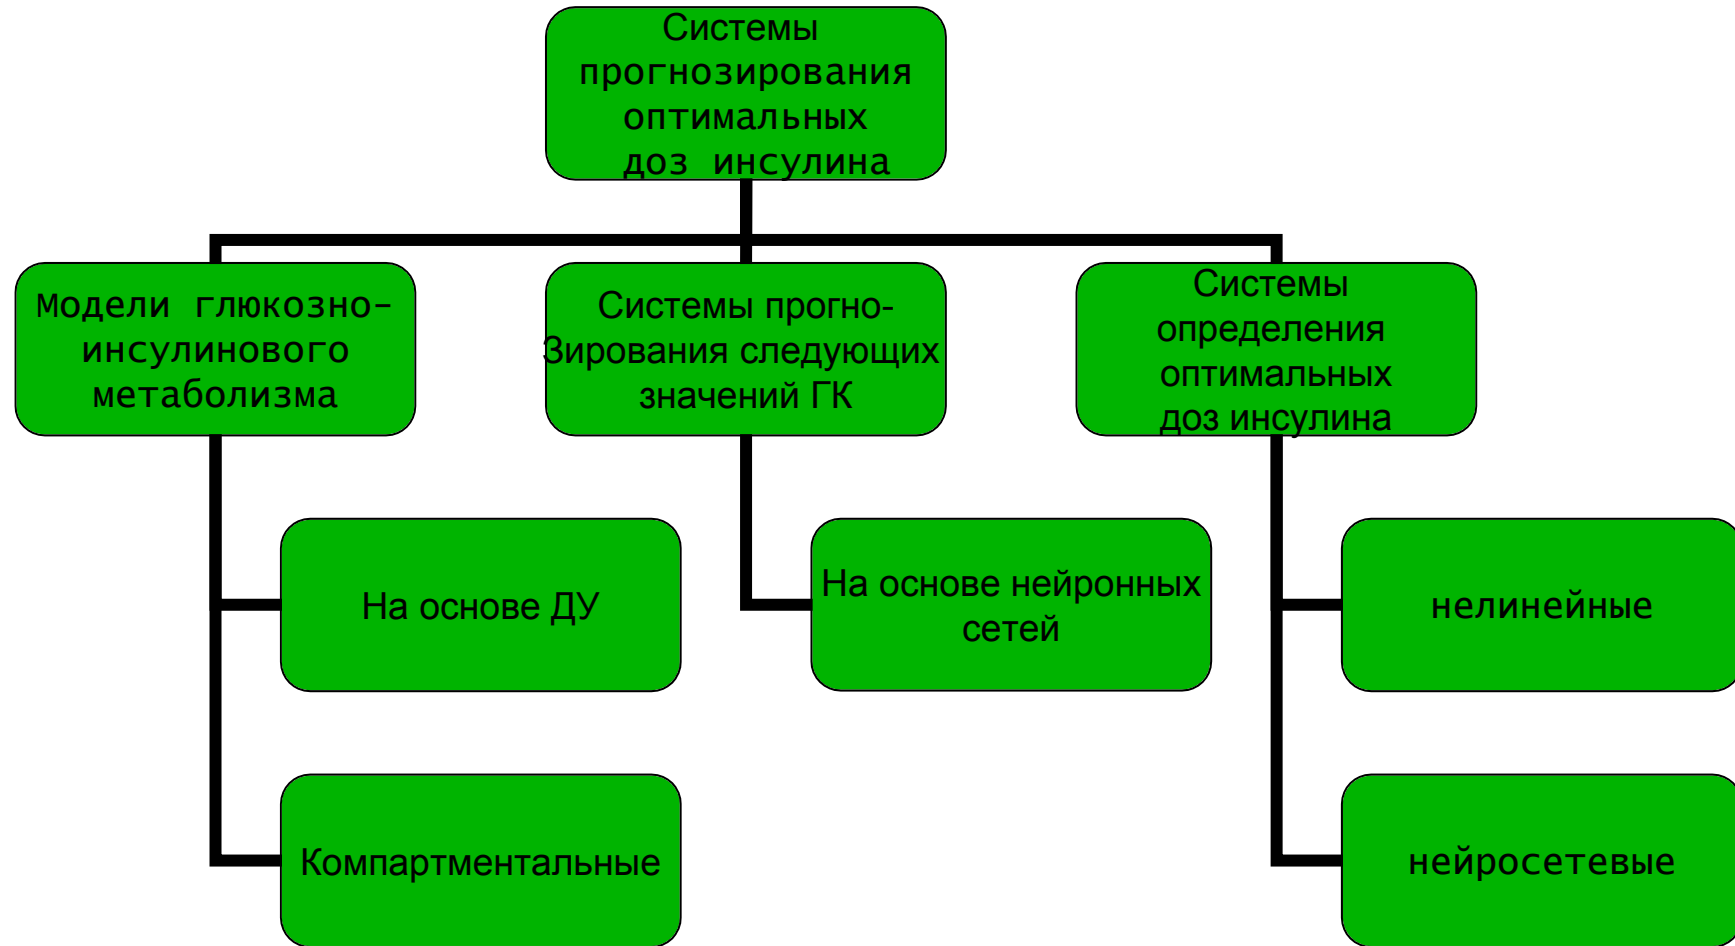 Системы
прогнозирования
оптимальных
доз инсулина
Модели глюкозно-
инсулинового
метаболизма
Системы прогно-
Зирования следующих
значений ГК
Системы
определения
оптимальных
доз инсулина
На основе ДУ
На основе нейронных
сетей
нелинейные
Компартментальные
нейросетевые